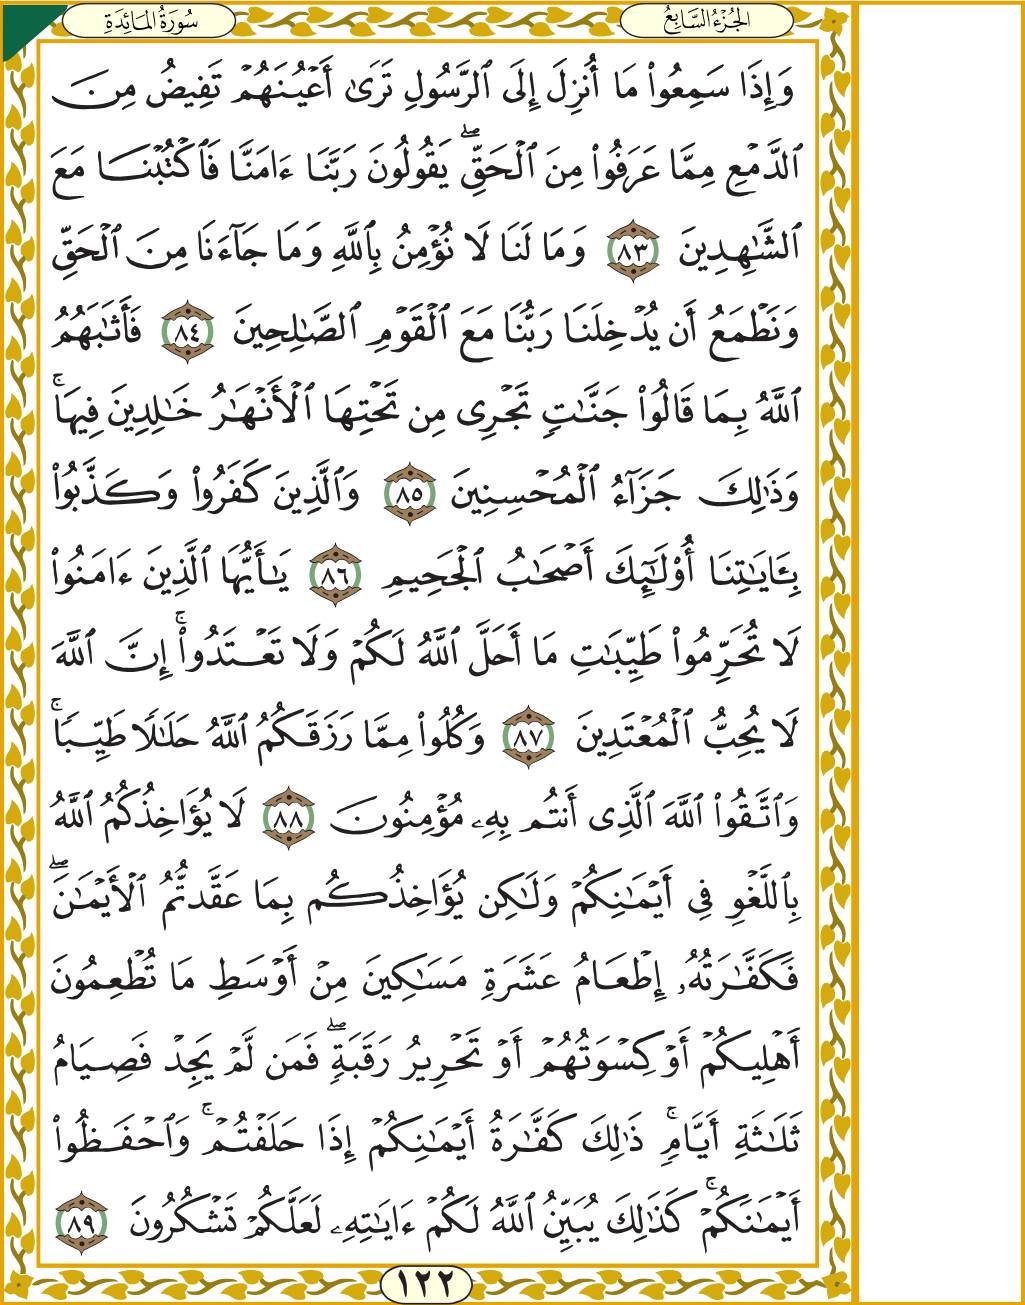 الجُزْءُ السَّابِعُ
سُورَةُ المَائِدَةِ
وَإِذَا سَمِعُوا۟ مَا أُنزِلَ إِلَى ٱلرَّسُولِ تَرَىٰ أَعْيُنَهُمْ تَفِيضُ مِنَ
ٱلدَّمْعِ مِمَّا عَرَفُوا۟ مِنَ ٱلْحَقِّ ۖ يَقُولُونَ رَبَّنَا ءَامَنَّا فَٱكْتُبْنَا مَعَ
ٱلشَّٰهِدِينَ ٨٣ وَمَا لَنَا لَا نُؤْمِنُ بِٱللَّهِ وَمَا جَآءَنَا مِنَ ٱلْحَقِّ
وَنَطْمَعُ أَن يُدْخِلَنَا رَبُّنَا مَعَ ٱلْقَوْمِ ٱلصَّٰلِحِينَ ٨٤ فَأَثَٰبَهُمُ
ٱللَّهُ بِمَا قَالُوا۟ جَنَّٰتٍ تَجْرِى مِن تَحْتِهَا ٱلْأَنْهَٰرُ خَٰلِدِينَ فِيهَا ۚ
وَذَٰلِكَ جَزَآءُ ٱلْمُحْسِنِينَ ٨٥ وَٱلَّذِينَ كَفَرُوا۟ وَكَذَّبُوا۟
بِـَٔايَٰتِنَا أُو۟لَٰٓئِكَ أَصْحَٰبُ ٱلْجَحِيمِ ٨٦ يَٰٓأَيُّهَا ٱلَّذِينَ ءَامَنُوا۟
لَا تُحَرِّمُوا۟ طَيِّبَٰتِ مَا أَحَلَّ ٱللَّهُ لَكُمْ وَلَا تَعْتَدُوٓا۟ ۚ إِنَّ ٱللَّهَ
لَا يُحِبُّ ٱلْمُعْتَدِينَ ٨٧ وَكُلُوا۟ مِمَّا رَزَقَكُمُ ٱللَّهُ حَلَٰلًا طَيِّبًا ۚ
وَٱتَّقُوا۟ ٱللَّهَ ٱلَّذِى أَنتُم بِهِۦ مُؤْمِنُونَ ٨٨ لَا يُؤَاخِذُكُمُ ٱللَّهُ
بِٱللَّغْوِ فِى أَيْمَٰنِكُمْ وَلَٰكِن يُؤَاخِذُكُم بِمَا عَقَّدتُّمُ ٱلْأَيْمَٰنَ ۖ
فَكَفَّٰرَتُهُۥ إِطْعَامُ عَشَرَةِ مَسَٰكِينَ مِنْ أَوْسَطِ مَا تُطْعِمُونَ
أَهْلِيكُمْ أَوْ كِسْوَتُهُمْ أَوْ تَحْرِيرُ رَقَبَةٍ ۖ فَمَن لَّمْ يَجِدْ فَصِيَامُ
ثَلَٰثَةِ أَيَّامٍ ۚ ذَٰلِكَ كَفَّٰرَةُ أَيْمَٰنِكُمْ إِذَا حَلَفْتُمْ ۚ وَٱحْفَظُوٓا۟
أَيْمَٰنَكُمْ ۚ كَذَٰلِكَ يُبَيِّنُ ٱللَّهُ لَكُمْ ءَايَٰتِهِۦ لَعَلَّكُمْ تَشْكُرُونَ ٨٩
١٢٢